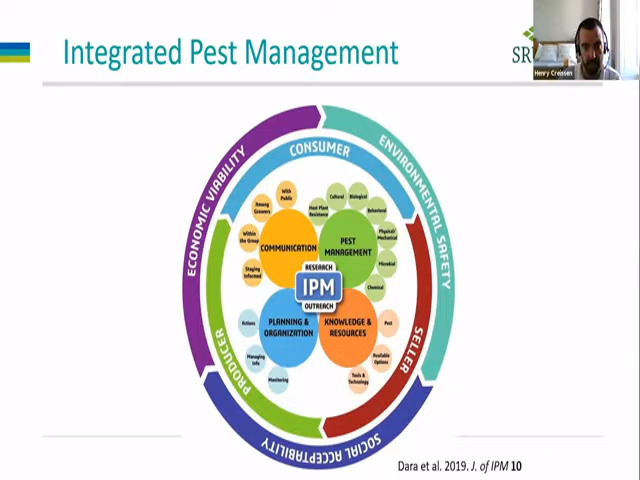 Integrated Pest Management
SR
Henry Creissen
ECONOMIC VIABILITY
ENVIRONMENTAL SAFETY
SOCIAL ACCEPTABILITY
CONSUMER
PRODUCER
SELLER
With
Public
Among
Growers
Within
the Group
Staying
Informed
COMMUNICATION
Host Plant
Resistance
Cultural
Biological
Behavioral
Physical/
Mechanical
Microbial
Chemical
PEST
MANAGEMENT
RESEARCH
IPM
OUTREACH
PLANNING &
ORGANIZATION
Actions
Managing
Info
Monitoring
KNOWLEDGE &
RESOURCES
Pest
Available
Options
Tools &
Technology
Dara et al. 2019. J. of IPM 10